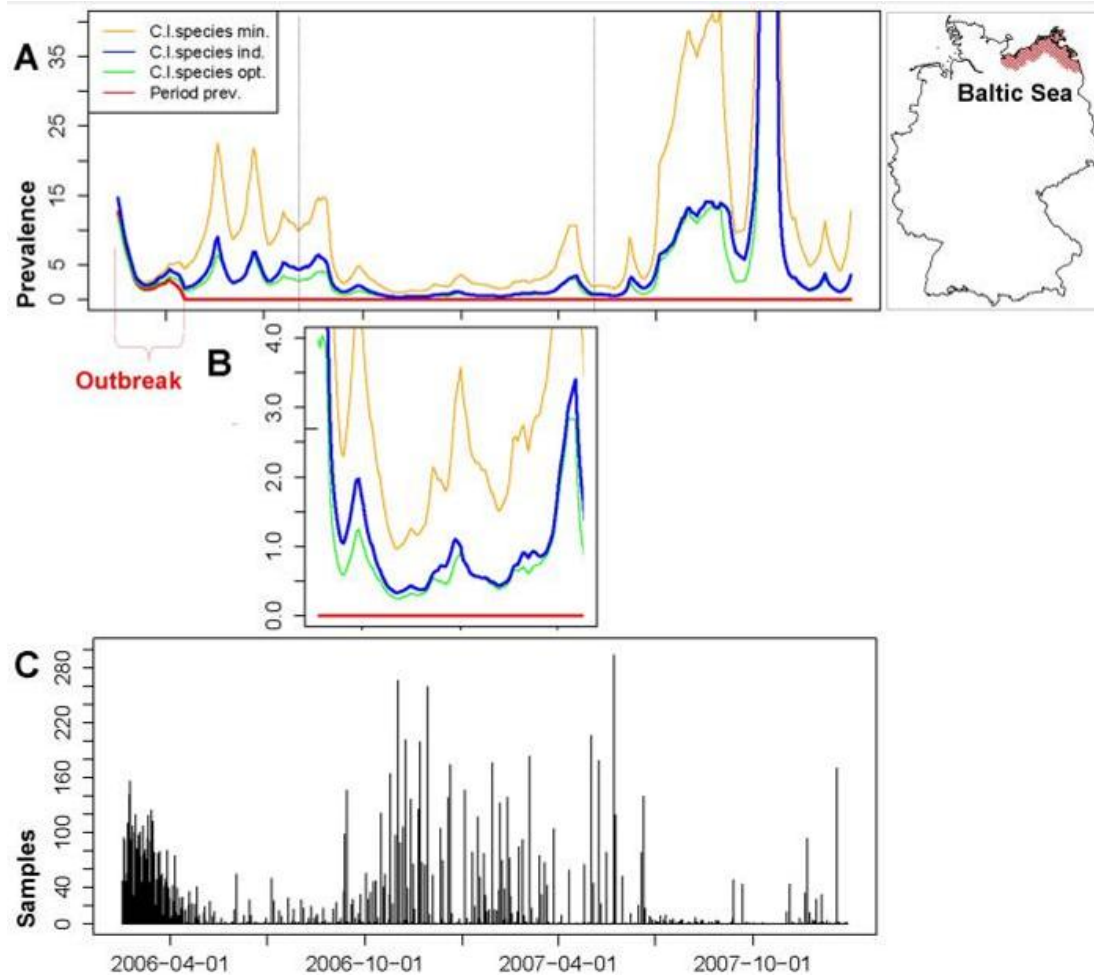 A
C.I.species min.
C.I.species ind.
C.I.species opt.
Period prev.
Prevalence
35
25
15
5
0
Baltic Sea
Outbreak
B
4.0
3.0
2.0
1.0
0.0
C
Samples
280
220
160
100
40
0
2006-04-01
2006-10-01
2007-04-01
2007-10-01